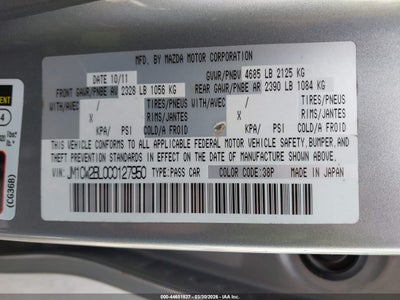 MFD. BY MAZDA MOTOR CORPORATION
DATE 10/11 GVWR/PNBV 4685 LB 2125 KG
FRONT GAWR/PNBE AV 2328 LB 1056 KG REAR GAWR/PNBE AR 2390 LB 1084 KG
WITH/AVEC / TIRES/PNEUS WITH/AVEC / TIRES/PNEUS
X RIMS/JANTES X RIMS/JANTES
KPA/ PSI COLD/A FROID KPA/ PSI COLD/A FROID
THIS VEHICLE CONFORMS TO ALL APPLICABLE FEDERAL MOTOR VEHICLE SAFETY,BUMPER,AND
THEFT PREVENTION STANDARDS IN EFFECT ON THE DATE OF MANUFACTURE SHOWN ABOVE.
VIN: JM1CW2BL0C0127950 TYPE:PASS CAR COLOR CODE:38P MADE IN JAPAN
(CG36B)
000-44651827 - 03/30/2026 - IAA Inc.